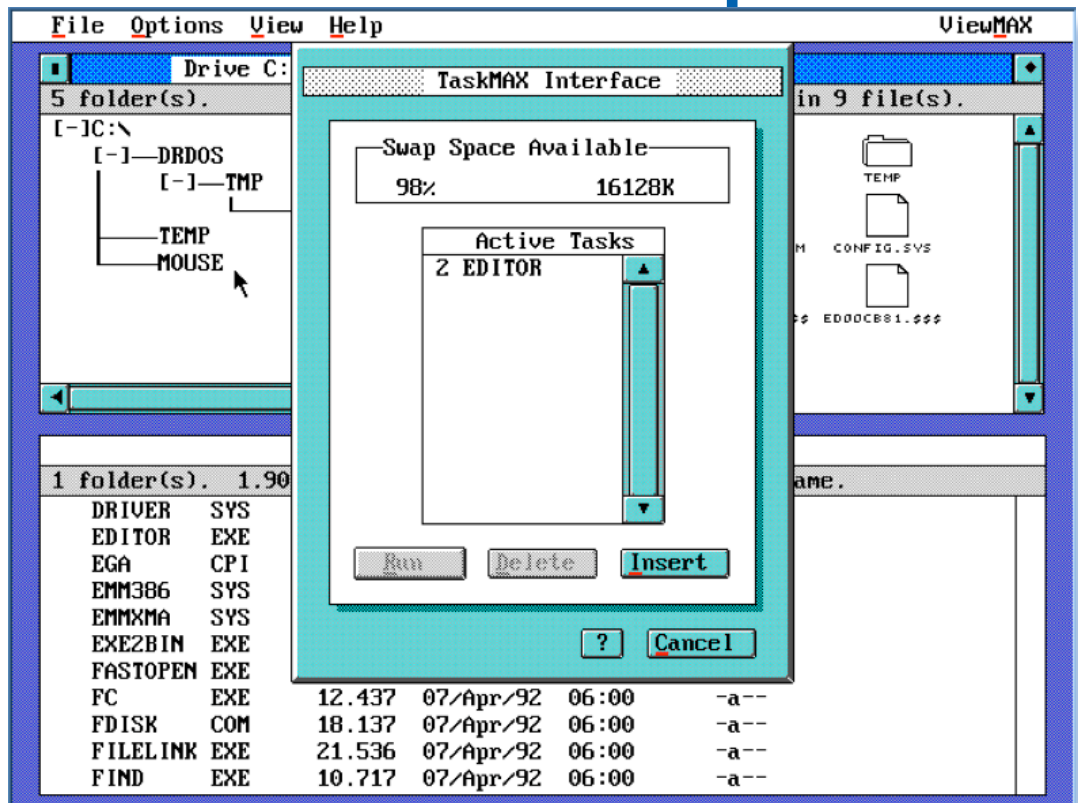 File Options View Help ViewMAX
Drive C:
TaskMAX Interface
5 folder(s). in 9 file(s).
[-]C:\
[-]—DRDOS
[-]—TMP
TEMP
MOUSE
Swap Space Available
98% 16128K
Active Tasks
2 EDITOR
TEMP
M CONFIG.SYS
$$ ED00CB81.$$$
Run Delete Insert
? Cancel
1 folder(s). 1.90 ame.
DRIVER SYS
EDITOR EXE
EGA CPI
EMM386 SYS
EMMXMA SYS
EXE2BIN EXE
FASTOPEN EXE
FC EXE 12.437 07/Apr/92 06:00 -a--
FDISK COM 18.137 07/Apr/92 06:00 -a--
FILELINK EXE 21.536 07/Apr/92 06:00 -a--
FIND EXE 10.717 07/Apr/92 06:00 -a--